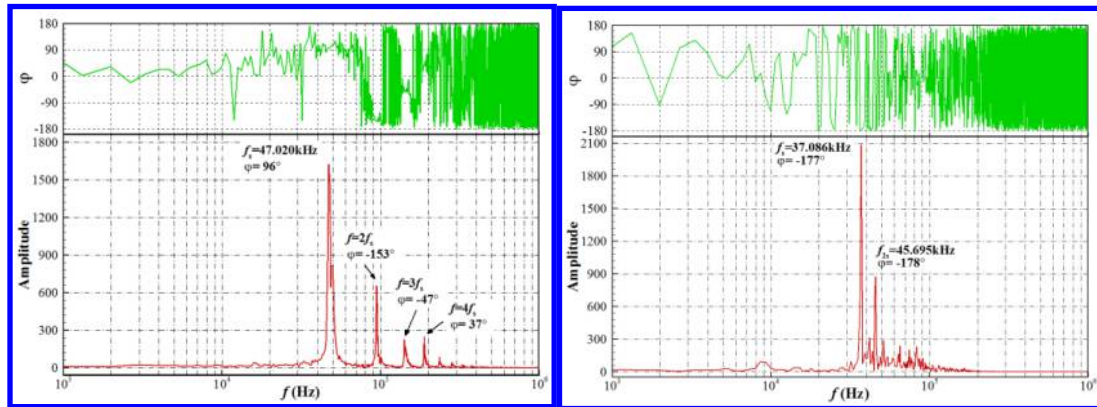 180
90
φ
0
-90
-180
1800
fs=47.020kHz
φ= 96°
1500
1200
Amplitude
900
f=2fs
φ= -153°
600
f=3fs
φ= -47°
f=4fs
φ= 37°
300
0
10³
10⁴
10⁵
10⁶
f (Hz)
180
90
φ
0
-90
-180
2100
fs=37.086kHz
φ= -177°
1800
1500
1200
Amplitude
f2s=45.695kHz
φ= -178°
900
600
300
0
10³
10⁴
10⁵
10⁶
f (Hz)